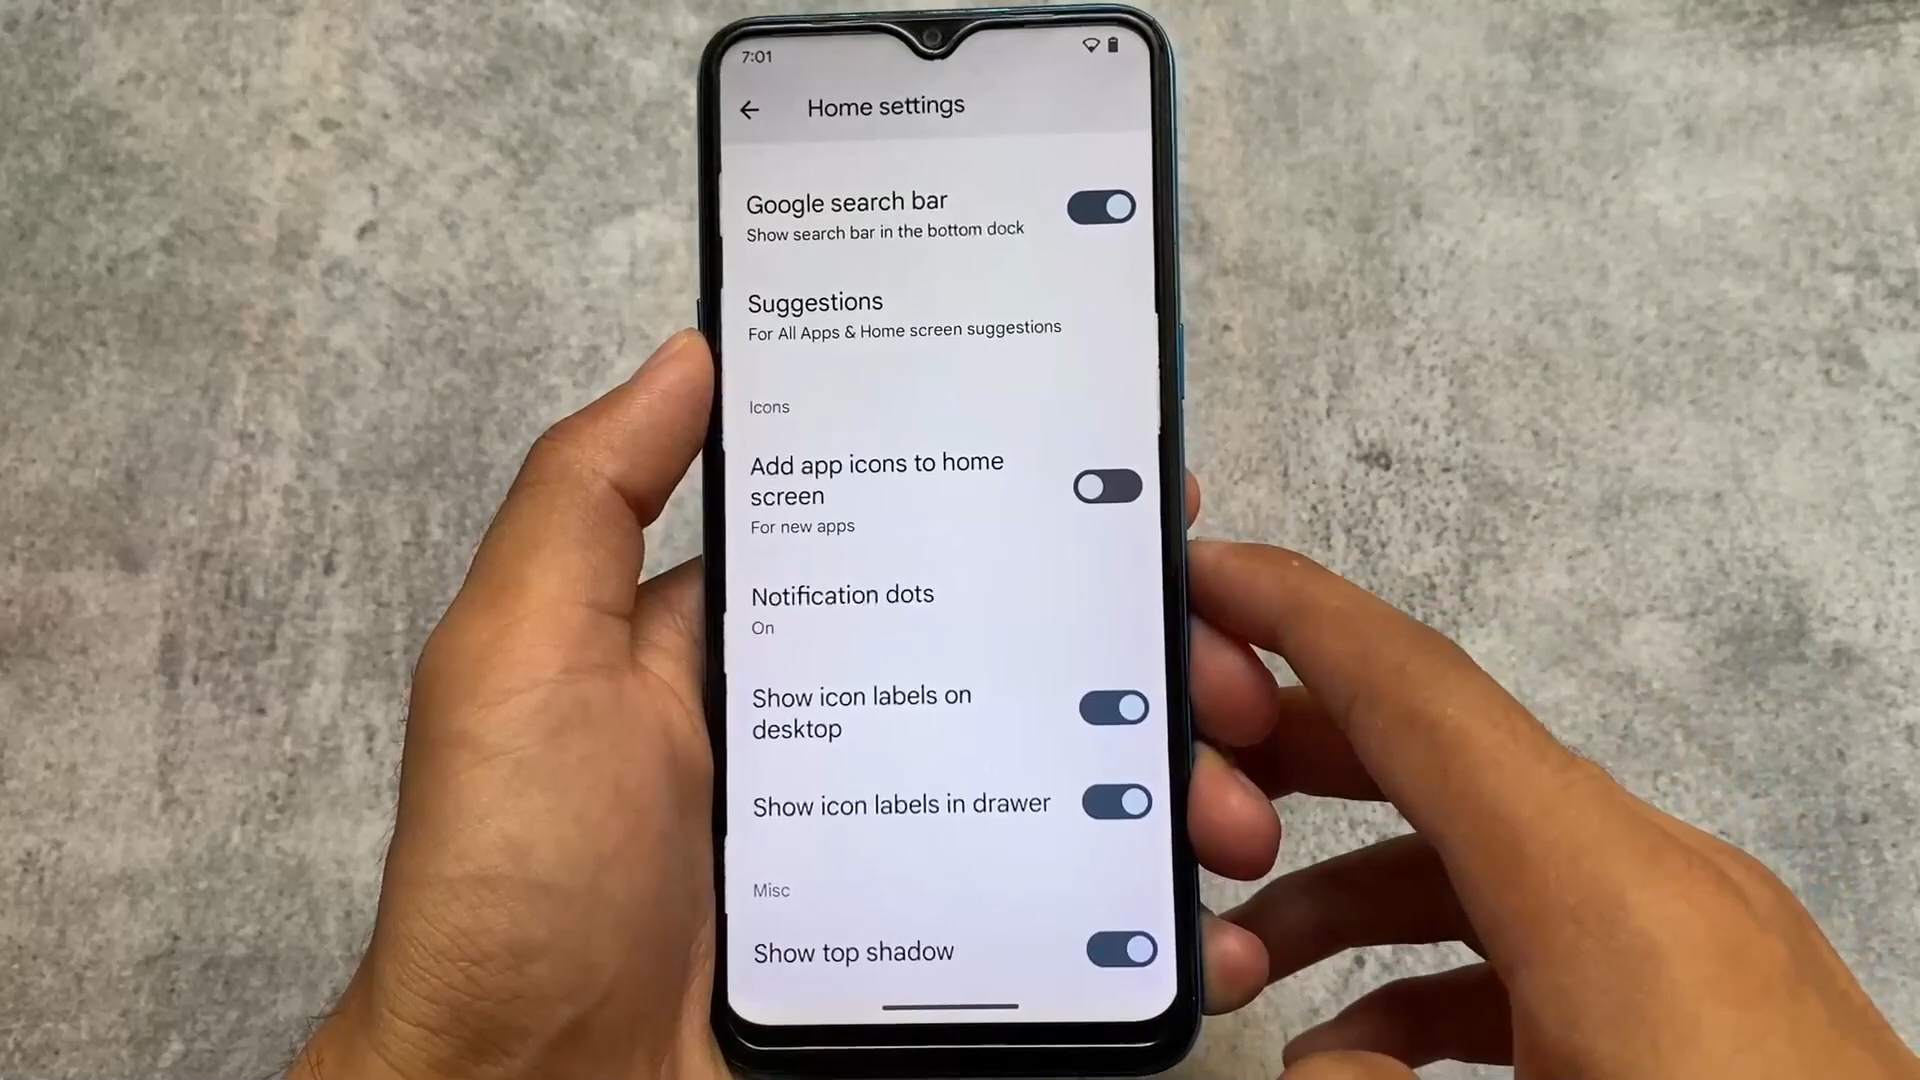 7:01
Home settings
Google search bar
Show search bar in the bottom dock
Suggestions
For All Apps & Home screen suggestions
Icons
Add app icons to home
screen
For new apps
Notification dots
On
Show icon labels on
desktop
Show icon labels in drawer
Misc
Show top shadow